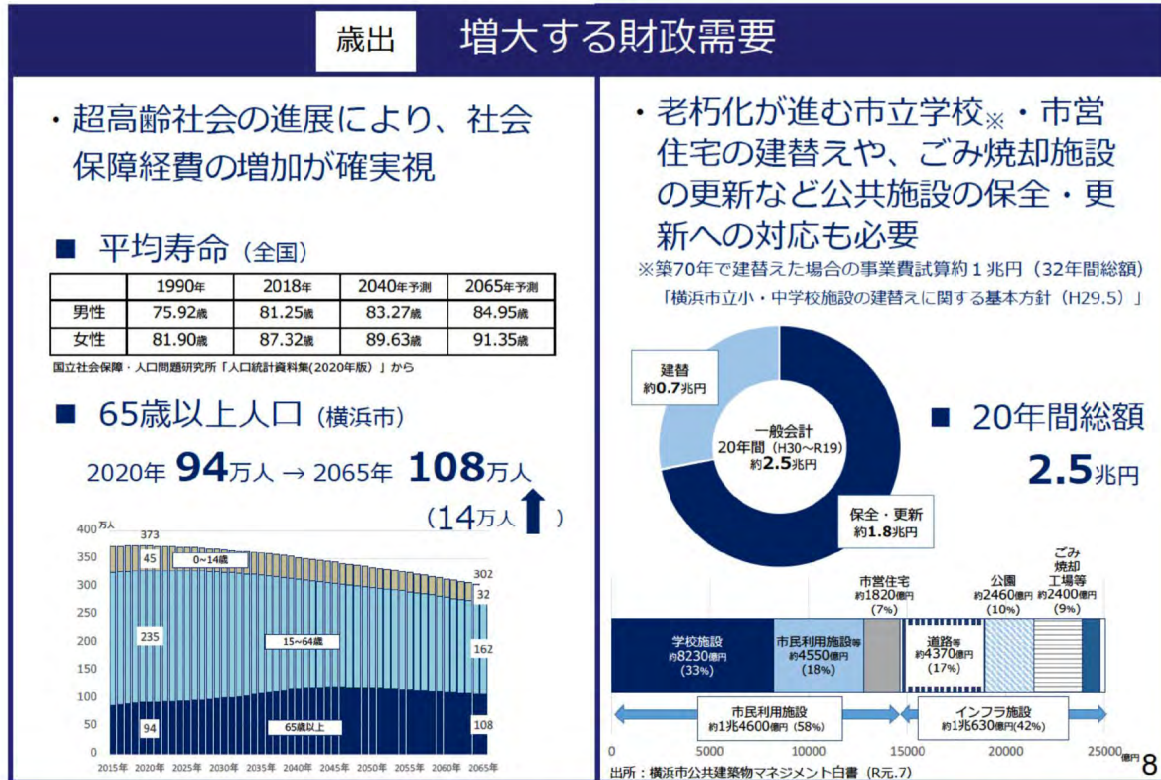 歳出 増大する財政需要
・超高齢社会の進展により、社会
保障経費の増加が確実視
■ 平均寿命（全国）
1990年 2018年 2040年予測 2065年予測
男性 75.92歳 81.25歳 83.27歳 84.95歳
女性 81.90歳 87.32歳 89.63歳 91.35歳
国立社会保障・人口問題研究所「人口統計資料集(2020年版）」から
■ 65歳以上人口（横浜市）
2020年 94万人 → 2065年 108万人
（14万人 ）
400 万人
350
300
250
200
150
100
50
0
373
45
0~14歳
235
15~64歳
94
65歳以上
302
32
162
108
2015年 2020年 2025年 2030年 2035年 2040年 2045年 2050年 2055年 2060年 2065年
・老朽化が進む市立学校※・市営
住宅の建替えや、ごみ焼却施設
の更新など公共施設の保全・更
新への対応も必要
※築70年で建替えた場合の事業費試算約１兆円（32年間総額）
「横浜市立小・中学校施設の建替えに関する基本方針（H29.5）」
建替
約0.7兆円
一般会計
20年間（H30～R19）
約2.5兆円
保全・更新
約1.8兆円
■ 20年間総額
2.5兆円
学校施設
約8230億円
(33%)
市民利用施設等
約4550億円
(18%)
市営住宅
約1820億円
(7%)
道路等
約4370億円
(17%)
公園
約2460億円
(10%)
ごみ
焼却
工場等
約2400億円
(9%)
市民利用施設
約1兆4600億円 (58%)
インフラ施設
約1兆630億円(42%)
0 5000 10000 15000 20000 25000 億円
出所：横浜市公共建築物マネジメント白書（R元.7）
8